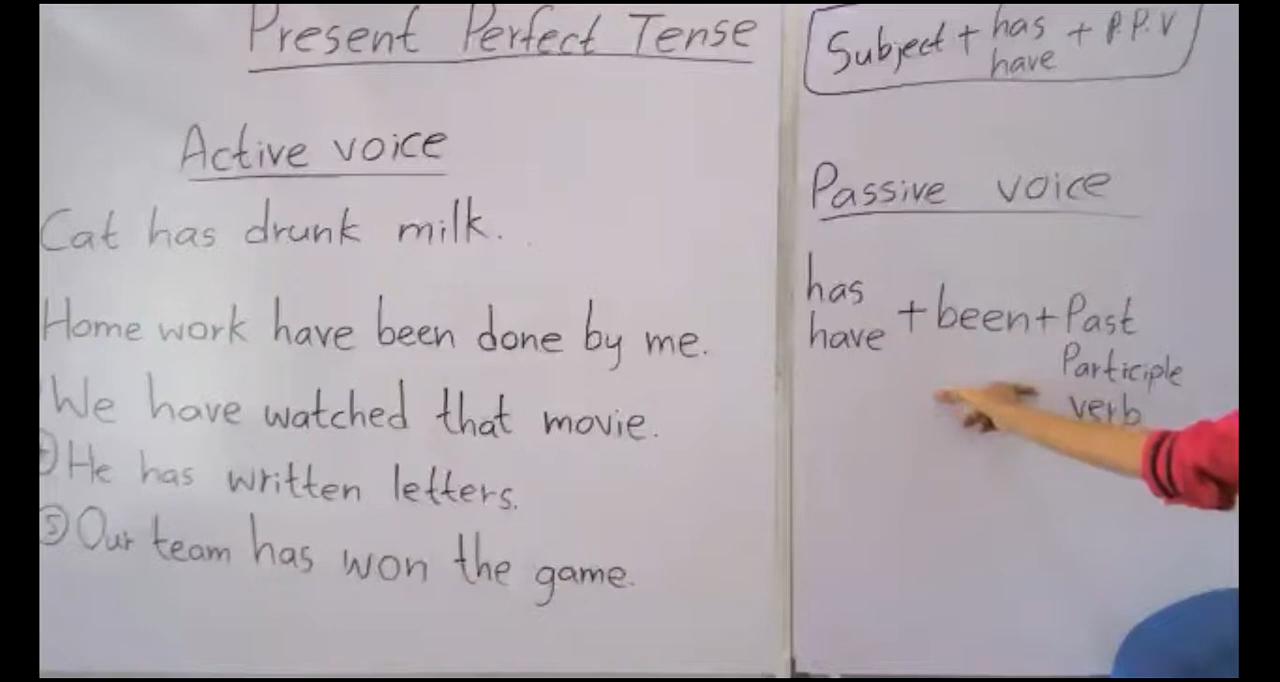 Present Perfect Tense
Active voice
Cat has drunk milk.
Home work have been done by me.
We have watched that movie.
He has written letters.
⑤ Our team has won the game.
Subject + has
have + P.P.V
Passive voice
has
have + been + Past
Participle
verb